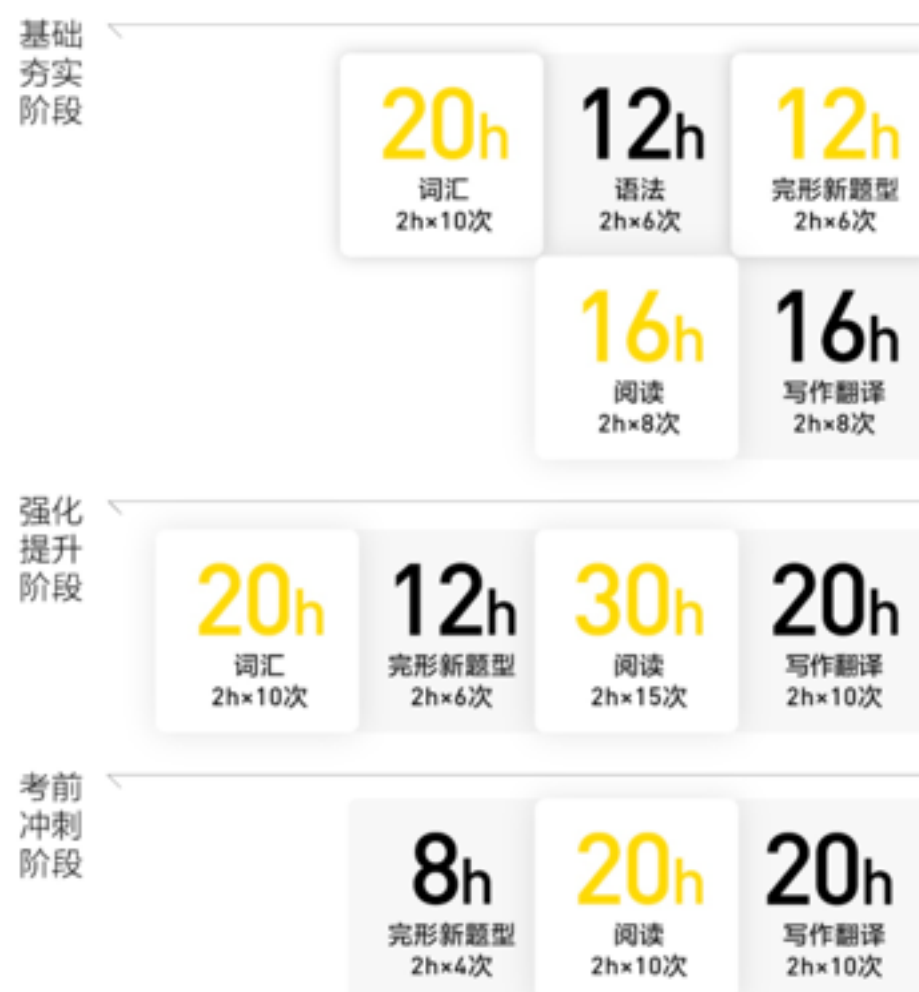 基础
夯实
阶段
20h
词汇
2h×10次
12h
语法
2h×6次
12h
完形新题型
2h×6次
16h
阅读
2h×8次
16h
写作翻译
2h×8次
强化
提升
阶段
20h
词汇
2h×10次
12h
完形新题型
2h×6次
30h
阅读
2h×15次
20h
写作翻译
2h×10次
考前
冲刺
阶段
8h
完形新题型
2h×4次
20h
阅读
2h×10次
20h
写作翻译
2h×10次